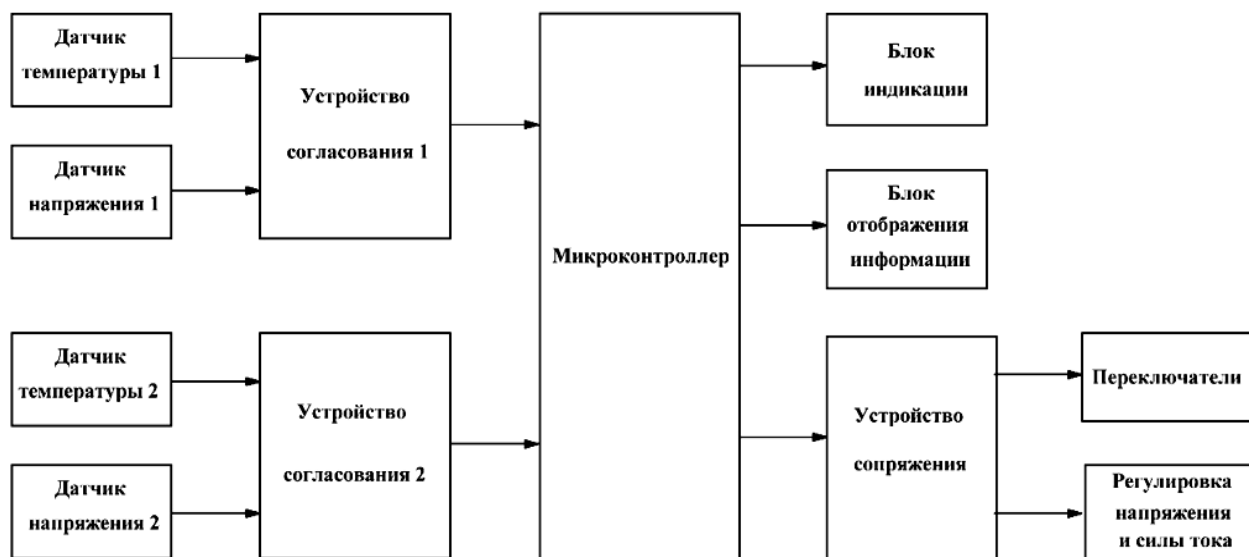 Датчик
температуры 1
Датчик
напряжения 1
Устройство
согласования 1
Датчик
температуры 2
Датчик
напряжения 2
Устройство
согласования 2
Микроконтроллер
Блок
индикации
Блок
отображения
информации
Устройство
сопряжения
Переключатели
Регулировка
напряжения
и силы тока